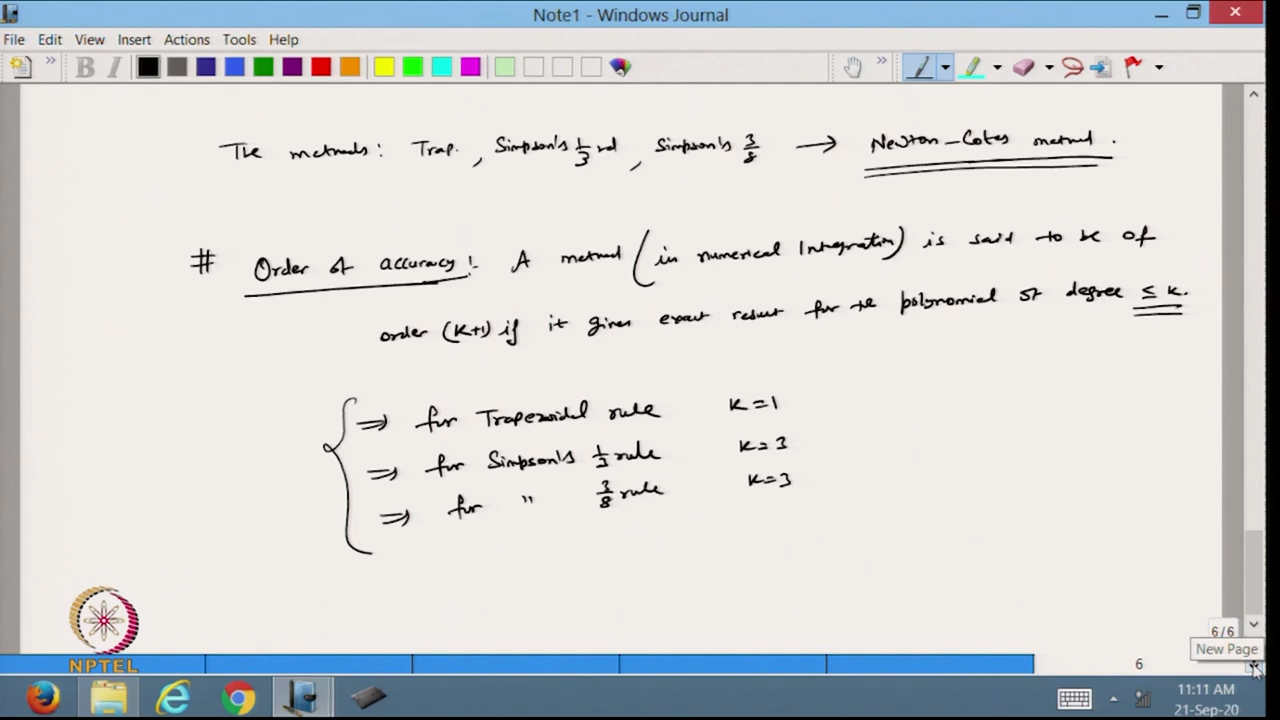 Note1 - Windows Journal
File Edit View Insert Actions Tools Help
The methods: Trap., Simpson's 1/3 rd, Simpson's 3/8 → Newton-Cotes method.
# Order of accuracy: A method (in numerical Integration) is said to be of
order (K+1) if it gives exact result for the polynomial of degree ≤ K.
⇒ for Trapezoidal rule K=1
⇒ for Simpson's 1/3 rule K=3
⇒ for " 3/8 rule K=3
NPTEL
6/6
New Page
6
11:11 AM
21-Sep-20